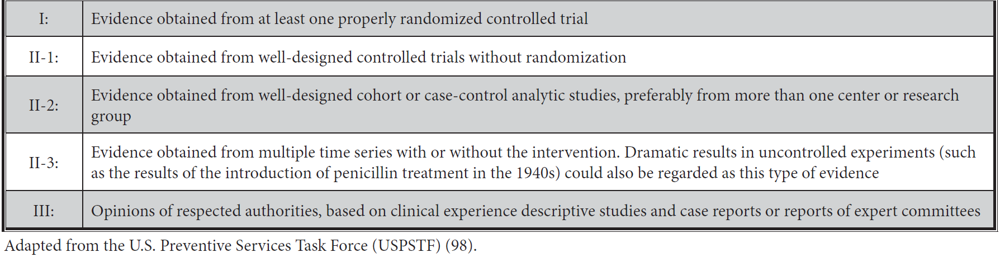 I: Evidence obtained from at least one properly randomized controlled trial
II-1: Evidence obtained from well-designed controlled trials without randomization
II-2: Evidence obtained from well-designed cohort or case-control analytic studies, preferably from more than one center or research
group
II-3: Evidence obtained from multiple time series with or without the intervention. Dramatic results in uncontrolled experiments (such
as the results of the introduction of penicillin treatment in the 1940s) could also be regarded as this type of evidence
III: Opinions of respected authorities, based on clinical experience descriptive studies and case reports or reports of expert committees
Adapted from the U.S. Preventive Services Task Force (USPSTF) (98).